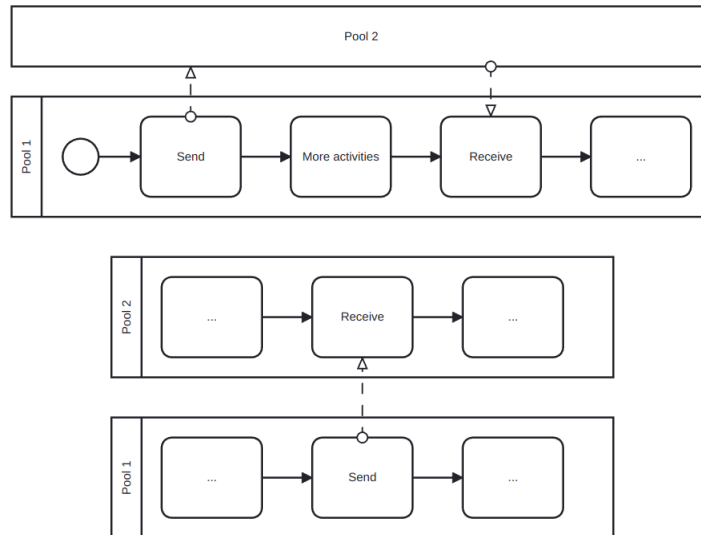 Pool 2
Pool 1
Send
More activities
Receive
...
Pool 2
...
Receive
...
Pool 1
...
Send
...